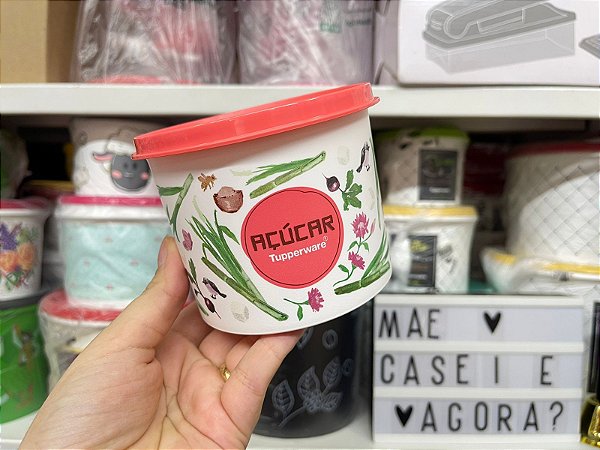 AÇÚCAR
Tupperware®
MAE ♥
CASEI E
♥AGORA?